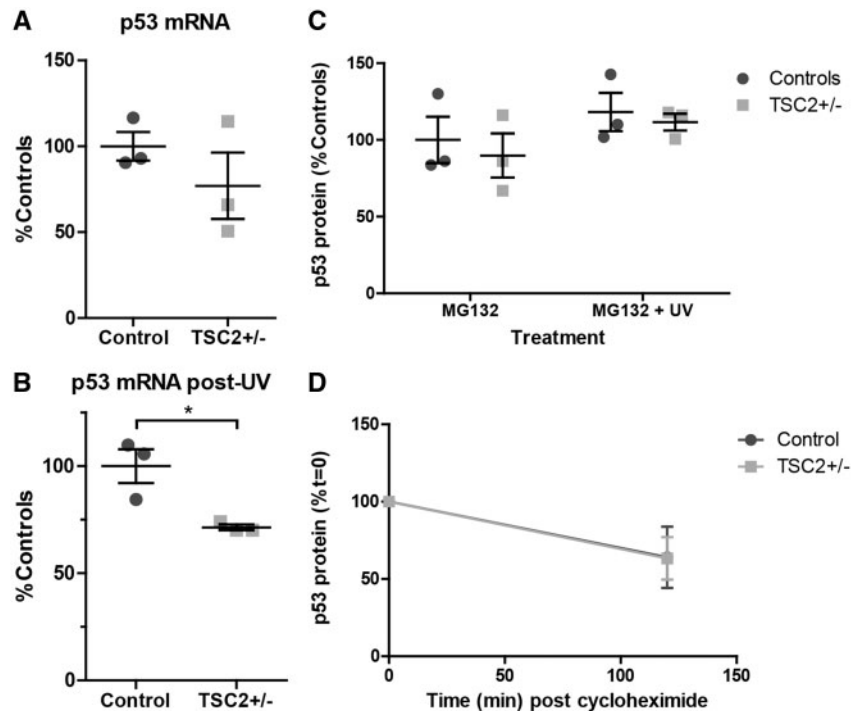 A
p53 mRNA
%Controls
150
100
50
0
Control
TSC2+/-
B
p53 mRNA post-UV
*
%Controls
100
50
0
Control
TSC2+/-
C
p53 protein (%Controls)
150
100
50
0
MG132
MG132 + UV
Treatment
Controls
TSC2+/-
D
p53 protein (%t=0)
150
100
50
0
0
50
100
150
Time (min) post cycloheximide
Control
TSC2+/-